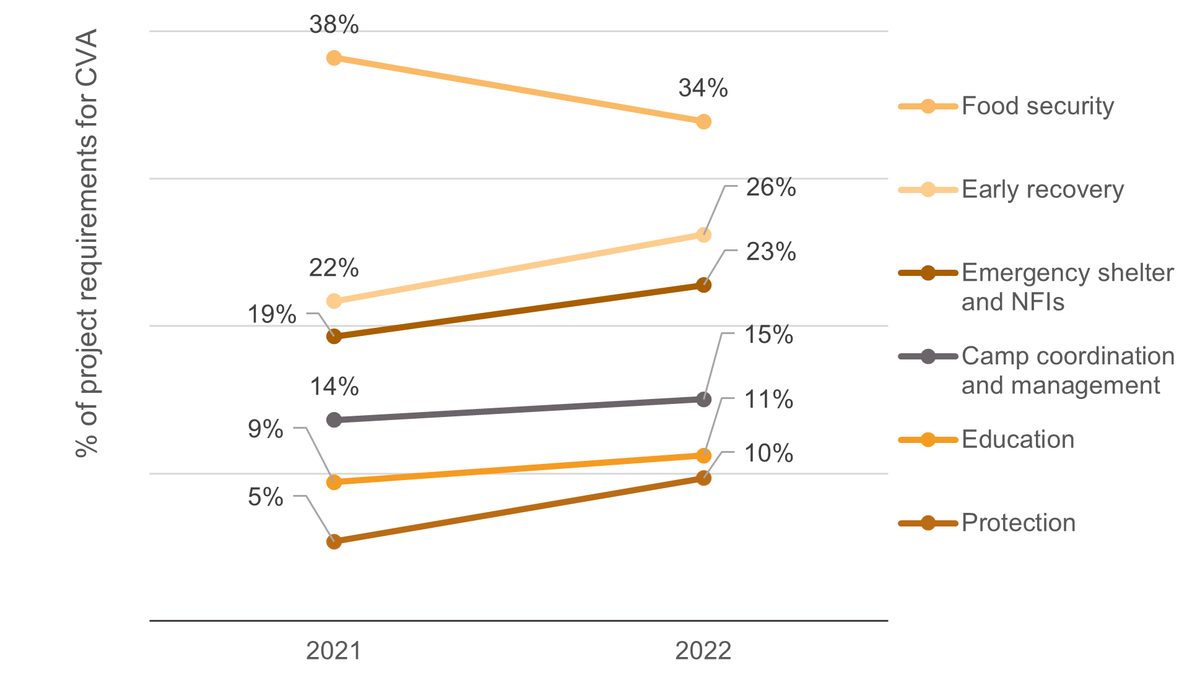 % of project requirements for CVA
38%
34%
26%
22%
23%
19%
15%
14%
11%
9%
10%
5%
2021
2022
Food security
Early recovery
Emergency shelter
and NFIs
Camp coordination
and management
Education
Protection